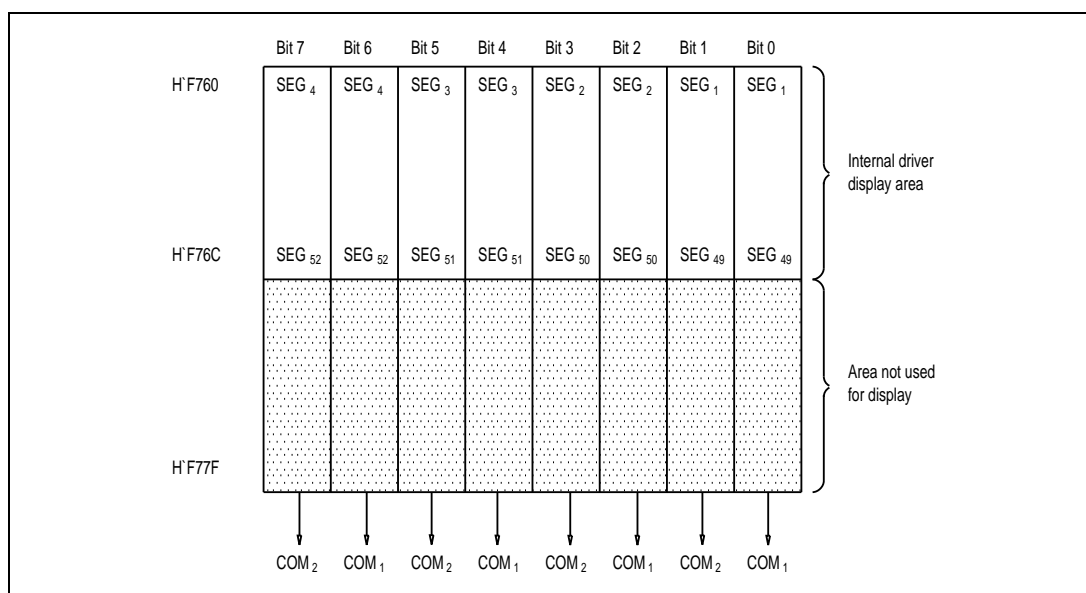 Bit 7 Bit 6 Bit 5 Bit 4 Bit 3 Bit 2 Bit 1 Bit 0
H`F760 SEG 4 SEG 4 SEG 3 SEG 3 SEG 2 SEG 2 SEG 1 SEG 1
Internal driver
display area
H`F76C SEG 52 SEG 52 SEG 51 SEG 51 SEG 50 SEG 50 SEG 49 SEG 49
Area not used
for display
H`F77F
COM 2 COM 1 COM 2 COM 1 COM 2 COM 1 COM 2 COM 1